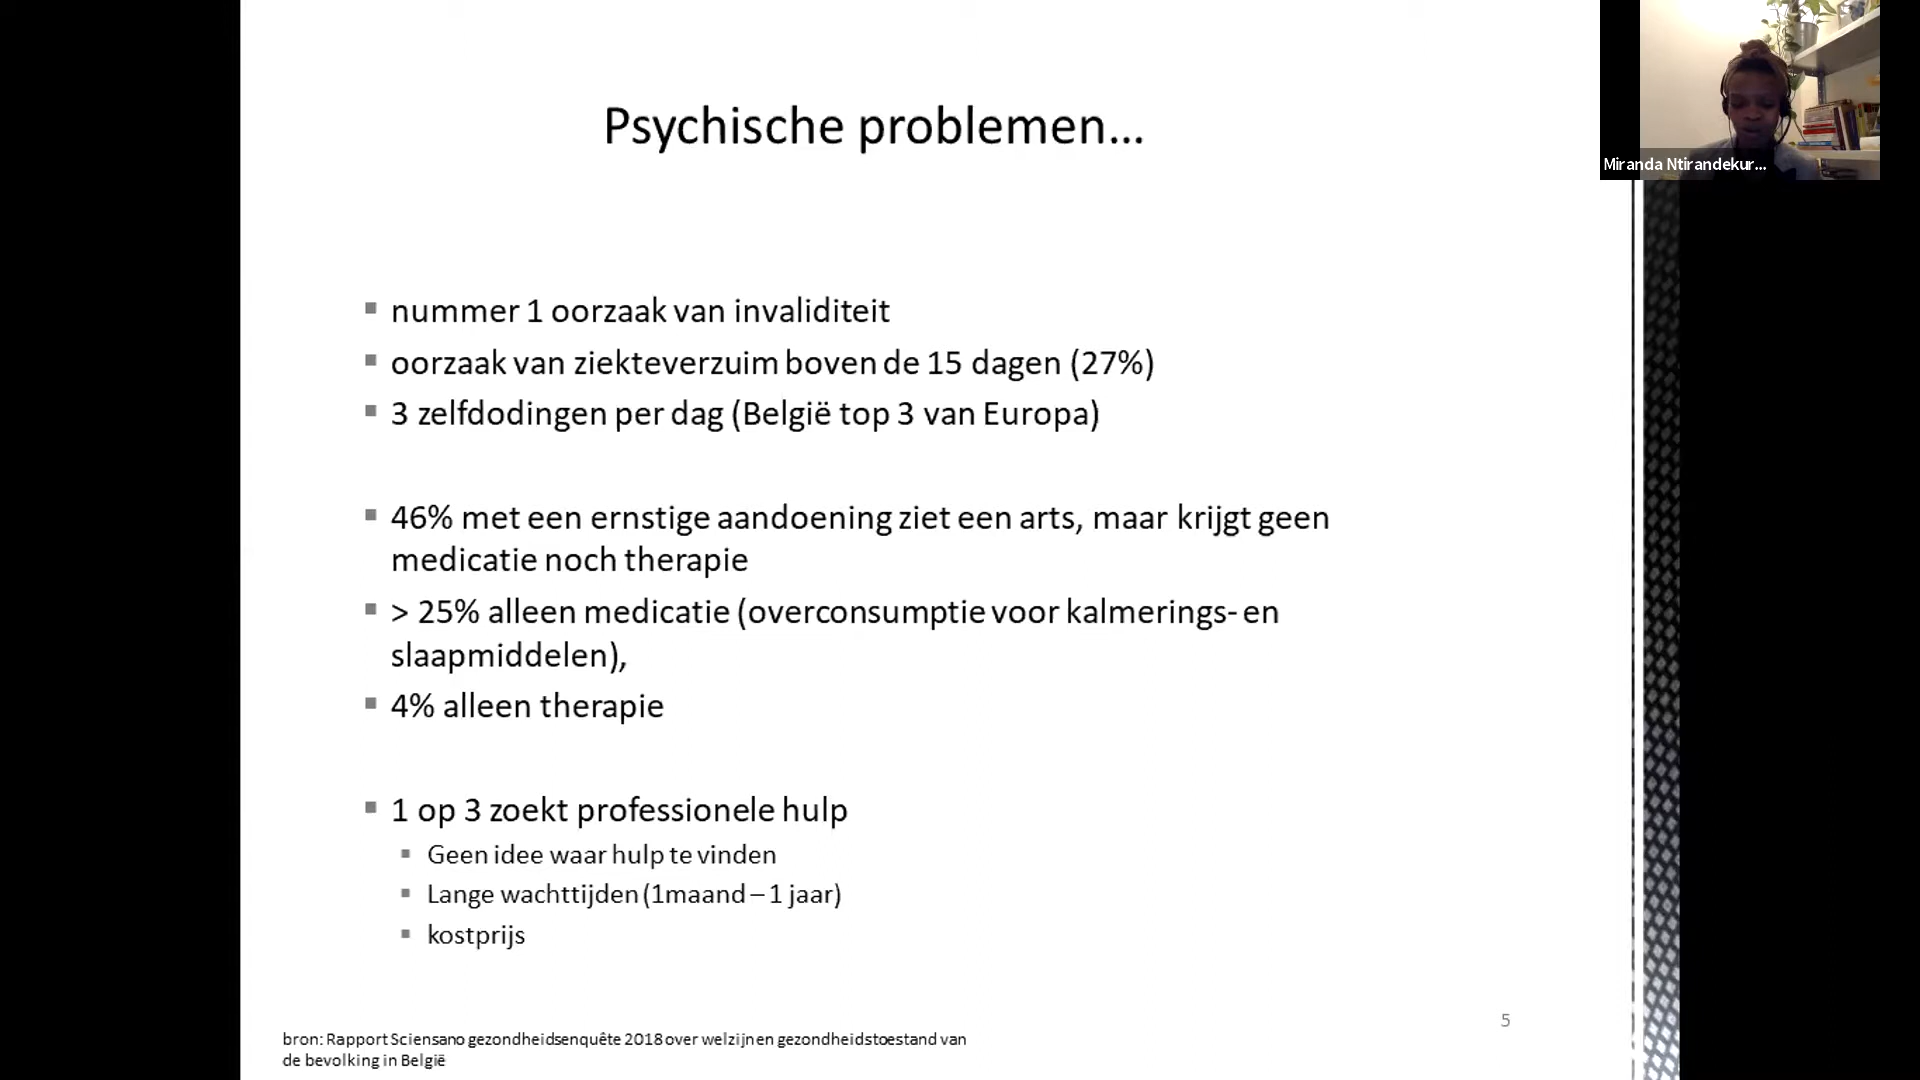 Psychische problemen...
Miranda Ntirandekur...
nummer 1 oorzaak van invaliditeit
oorzaak van ziekteverzuim boven de 15 dagen (27%)
3 zelfdodingen per dag (België top 3 van Europa)
46% met een ernstige aandoening ziet een arts, maar krijgt geen
medicatie noch therapie
> 25% alleen medicatie (overconsumptie voor kalmerings- en
slaapmiddelen),
4% alleen therapie
1 op 3 zoekt professionele hulp
Geen idee waar hulp te vinden
Lange wachttijden (1maand – 1 jaar)
kostprijs
5
bron: Rapport Sciensano gezondheidsenquête 2018 over welzijn en gezondheidstoestand van
de bevolking in België